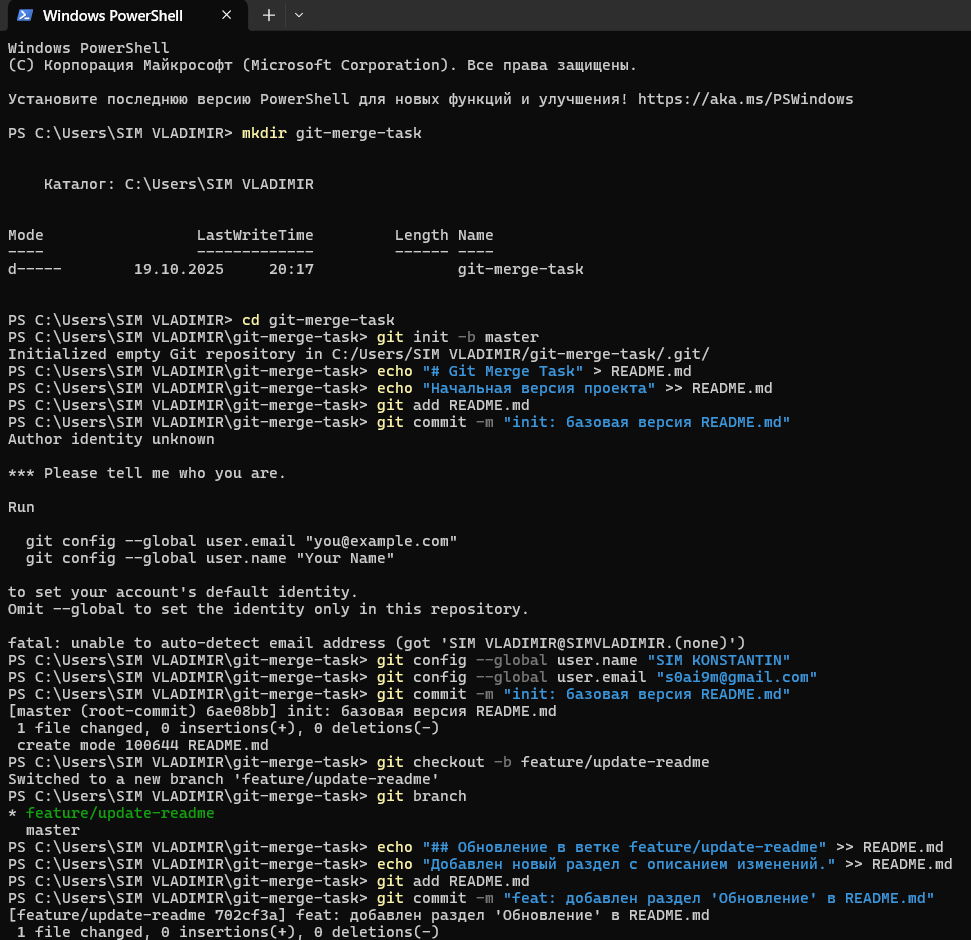 Windows PowerShell
Windows PowerShell
(C) Корпорация Майкрософт (Microsoft Corporation). Все права защищены.
Установите последнюю версию PowerShell для новых функций и улучшения! https://aka.ms/PSWindows
PS C:\Users\SIM VLADIMIR> mkdir git-merge-task
    Каталог: C:\Users\SIM VLADIMIR
Mode                 LastWriteTime         Length Name
----                 -------------         ------ ----
d-----        19.10.2025     20:17                git-merge-task
PS C:\Users\SIM VLADIMIR> cd git-merge-task
PS C:\Users\SIM VLADIMIR\git-merge-task> git init -b master
Initialized empty Git repository in C:/Users/SIM VLADIMIR/git-merge-task/.git/
PS C:\Users\SIM VLADIMIR\git-merge-task> echo "# Git Merge Task" > README.md
PS C:\Users\SIM VLADIMIR\git-merge-task> echo "Начальная версия проекта" >> README.md
PS C:\Users\SIM VLADIMIR\git-merge-task> git add README.md
PS C:\Users\SIM VLADIMIR\git-merge-task> git commit -m "init: базовая версия README.md"
Author identity unknown
*** Please tell me who you are.
Run
  git config --global user.email "you@example.com"
  git config --global user.name "Your Name"
to set your account's default identity.
Omit --global to set the identity only in this repository.
fatal: unable to auto-detect email address (got 'SIM VLADIMIR@SIMVLADIMIR.(none)')
PS C:\Users\SIM VLADIMIR\git-merge-task> git config --global user.name "SIM KONSTANTIN"
PS C:\Users\SIM VLADIMIR\git-merge-task> git config --global user.email "s0ai9m@gmail.com"
PS C:\Users\SIM VLADIMIR\git-merge-task> git commit -m "init: базовая версия README.md"
[master (root-commit) 6ae08bb] init: базовая версия README.md
 1 file changed, 0 insertions(+), 0 deletions(-)
 create mode 100644 README.md
PS C:\Users\SIM VLADIMIR\git-merge-task> git checkout -b feature/update-readme
Switched to a new branch 'feature/update-readme'
PS C:\Users\SIM VLADIMIR\git-merge-task> git branch
* feature/update-readme
  master
PS C:\Users\SIM VLADIMIR\git-merge-task> echo "## Обновление в ветке feature/update-readme" >> README.md
PS C:\Users\SIM VLADIMIR\git-merge-task> echo "Добавлен новый раздел с описанием изменений." >> README.md
PS C:\Users\SIM VLADIMIR\git-merge-task> git add README.md
PS C:\Users\SIM VLADIMIR\git-merge-task> git commit -m "feat: добавлен раздел 'Обновление' в README.md"
[feature/update-readme 702cf3a] feat: добавлен раздел 'Обновление' в README.md
 1 file changed, 0 insertions(+), 0 deletions(-)